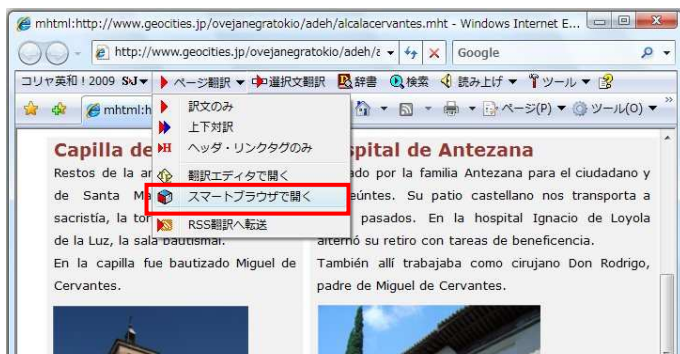 mhtml:http://www.geocities.jp/ovejanegratokio/adeh/alcalacervantes.mht - Windows Internet E...
http://www.geocities.jp/ovejanegratokio/adeh/ Google
コリャ英和!2009 ページ翻訳 選択文翻訳 辞書 検索 読み上げ ツール
mhtml:h ページ(P) ツール(O) »
訳文のみ
上下対訳
ヘッダ・リンクタグのみ
翻訳エディタで開く
スマートブラウザで開く
RSS翻訳へ転送
Capilla de
Restos de la
de Santa
sacristía, la
de la Luz, la sala bautismal.
En la capilla fue bautizado Miguel de
Cervantes.
spital de Antezana
ado por la familia Antezana para el ciudadano y
eúntes. Su patio castellano nos transporta a
pasados. En la hospital Ignacio de Loyola
alternó su retiro con tareas de beneficencia.
También allí trabajaba como cirujano Don Rodrigo,
padre de Miguel de Cervantes.